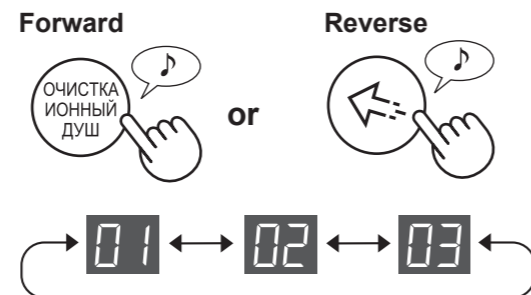 Forward
Reverse
ОЧИСТКА
ИОННЫЙ
ДУШ
or
01
02
03